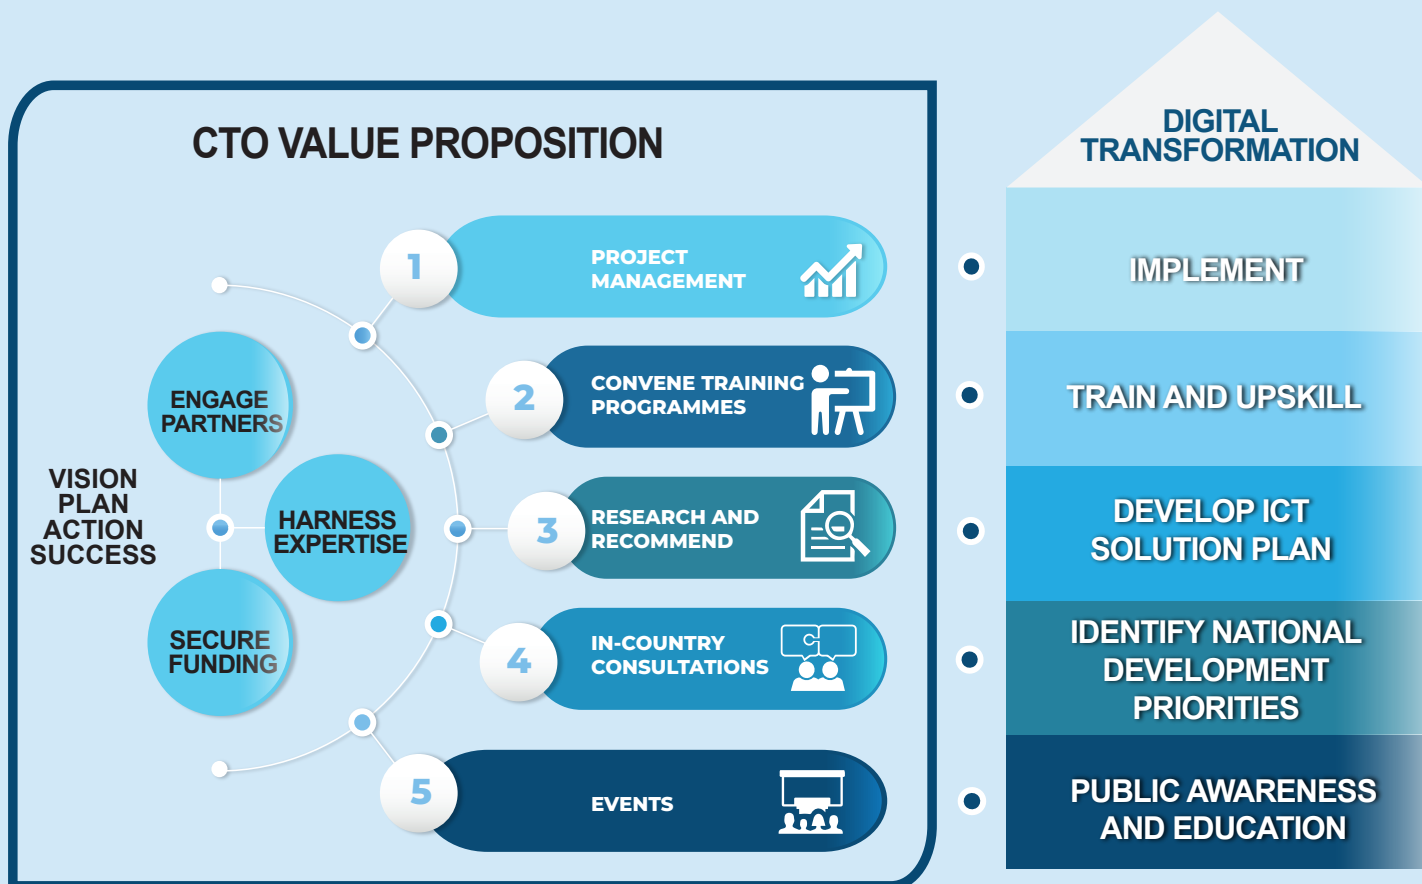 CTO VALUE PROPOSITION
VISION
PLAN
ACTION
SUCCESS
ENGAGE
PARTNERS
HARNESS
EXPERTISE
SECURE
FUNDING
1
PROJECT
MANAGEMENT
2
CONVENE TRAINING
PROGRAMMES
3
RESEARCH AND
RECOMMEND
4
IN-COUNTRY
CONSULTATIONS
5
EVENTS
DIGITAL
TRANSFORMATION
IMPLEMENT
TRAIN AND UPSKILL
DEVELOP ICT
SOLUTION PLAN
IDENTIFY NATIONAL
DEVELOPMENT
PRIORITIES
PUBLIC AWARENESS
AND EDUCATION